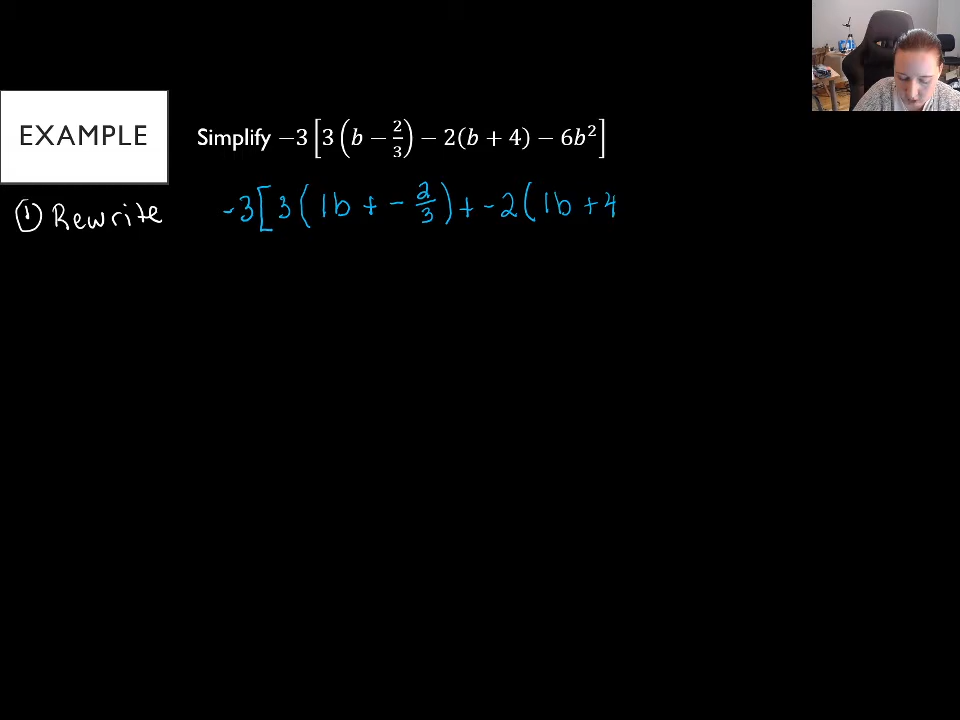 EXAMPLE
Simplify −3[3(b − 2/3) − 2(b + 4) − 6b²]
① Rewrite -3[3(1b + -2/3) + -2(1b + 4